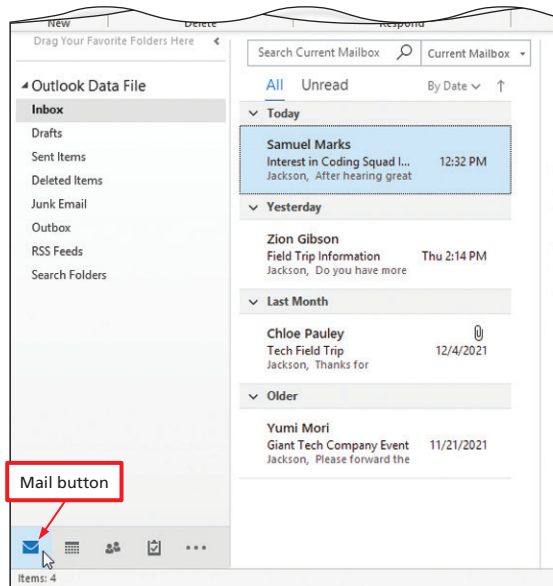 New Delete Respond
Drag Your Favorite Folders Here
Outlook Data File
Inbox
Drafts
Sent Items
Deleted Items
Junk Email
Outbox
RSS Feeds
Search Folders
Mail button
Items: 4
Search Current Mailbox Current Mailbox
All Unread By Date
Today
Samuel Marks
Interest in Coding Squad I... 12:32 PM
Jackson, After hearing great
Yesterday
Zion Gibson
Field Trip Information Thu 2:14 PM
Jackson, Do you have more
Last Month
Chloe Pauley
Tech Field Trip 12/4/2021
Jackson, Thanks for
Older
Yumi Mori
Giant Tech Company Event 11/21/2021
Jackson, Please forward the